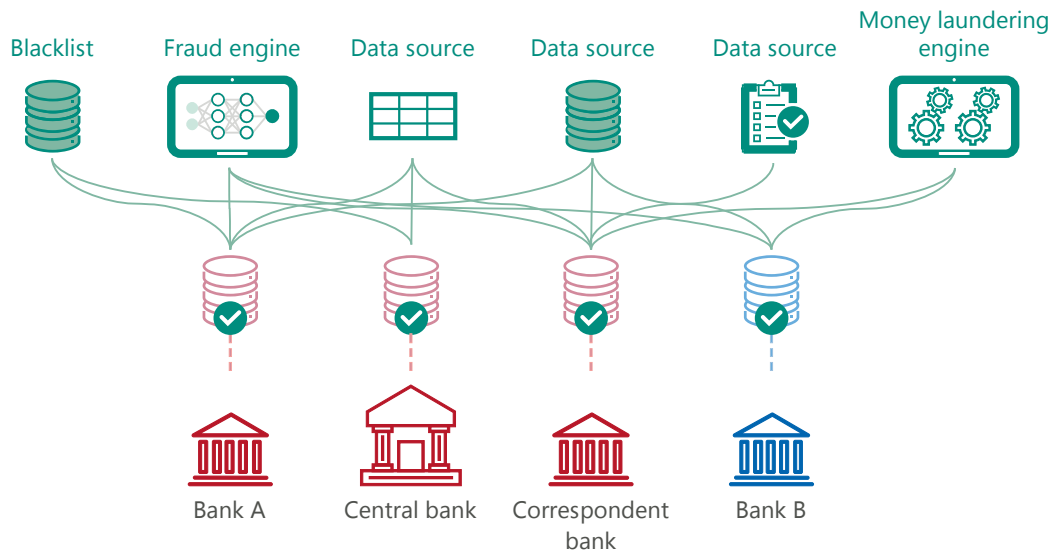 Blacklist
Fraud engine
Data source
Data source
Data source
Money laundering
engine
Bank A
Central bank
Correspondent
bank
Bank B